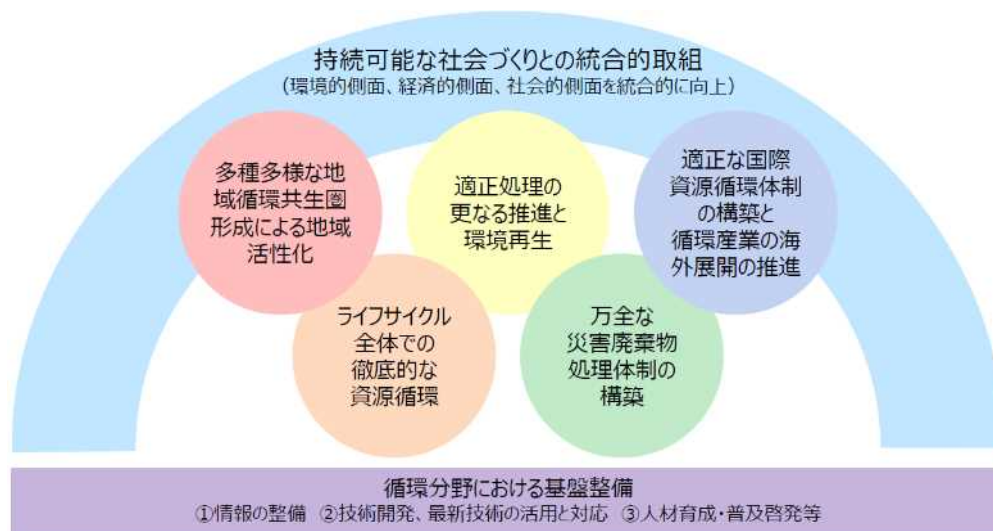 持続可能な社会づくりとの統合的取組
（環境的側面、経済的側面、社会的側面を統合的に向上）
多種多様な地
域循環共生圏
形成による地域
活性化
適正処理の
更なる推進と
環境再生
適正な国際
資源循環体制
の構築と
循環産業の海
外展開の推進
ライフサイクル
全体での
徹底的な
資源循環
万全な
災害廃棄物
処理体制の
構築
循環分野における基盤整備
①情報の整備 ②技術開発、最新技術の活用と対応 ③人材育成・普及啓発等